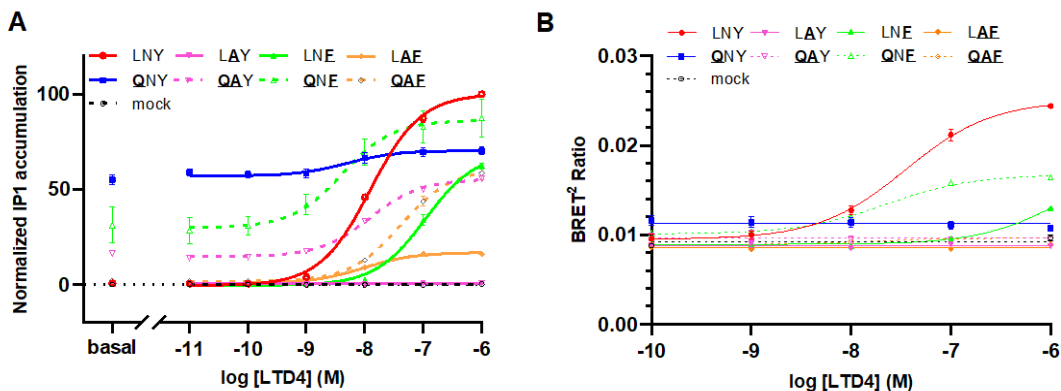 A
LNY LAY LNF LAF
QNY QAY QNF QAF
mock
Normalized IP1 accumulation
100
50
0
basal -11 -10 -9 -8 -7 -6
log [LTD4] (M)
B
LNY LAY LNF LAF
QNY QAY QNF QAF
mock
BRET² Ratio
0.03
0.02
0.01
0.00
-10 -9 -8 -7 -6
log [LTD4] (M)